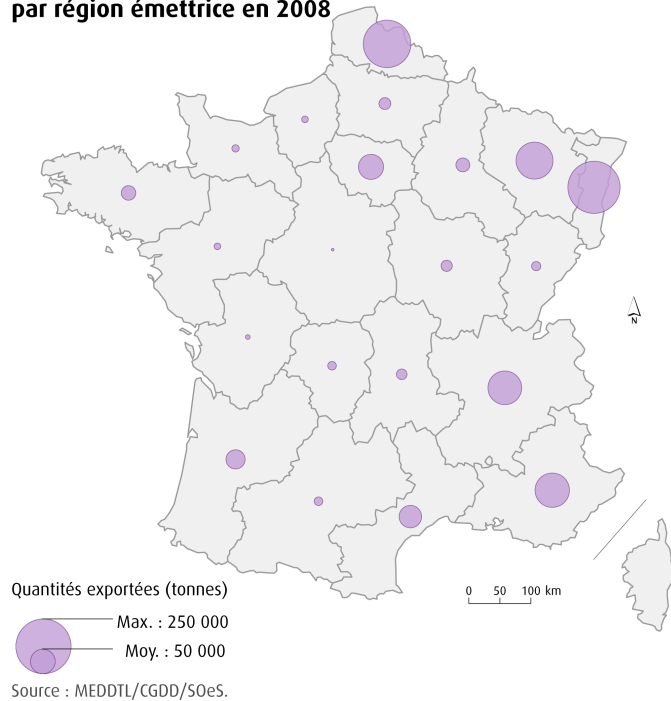 par région émettrice en 2008
N
0 50 100 km
Quantités exportées (tonnes)
Max. : 250 000
Moy. : 50 000
Source : MEDDTL/CGDD/SOeS.